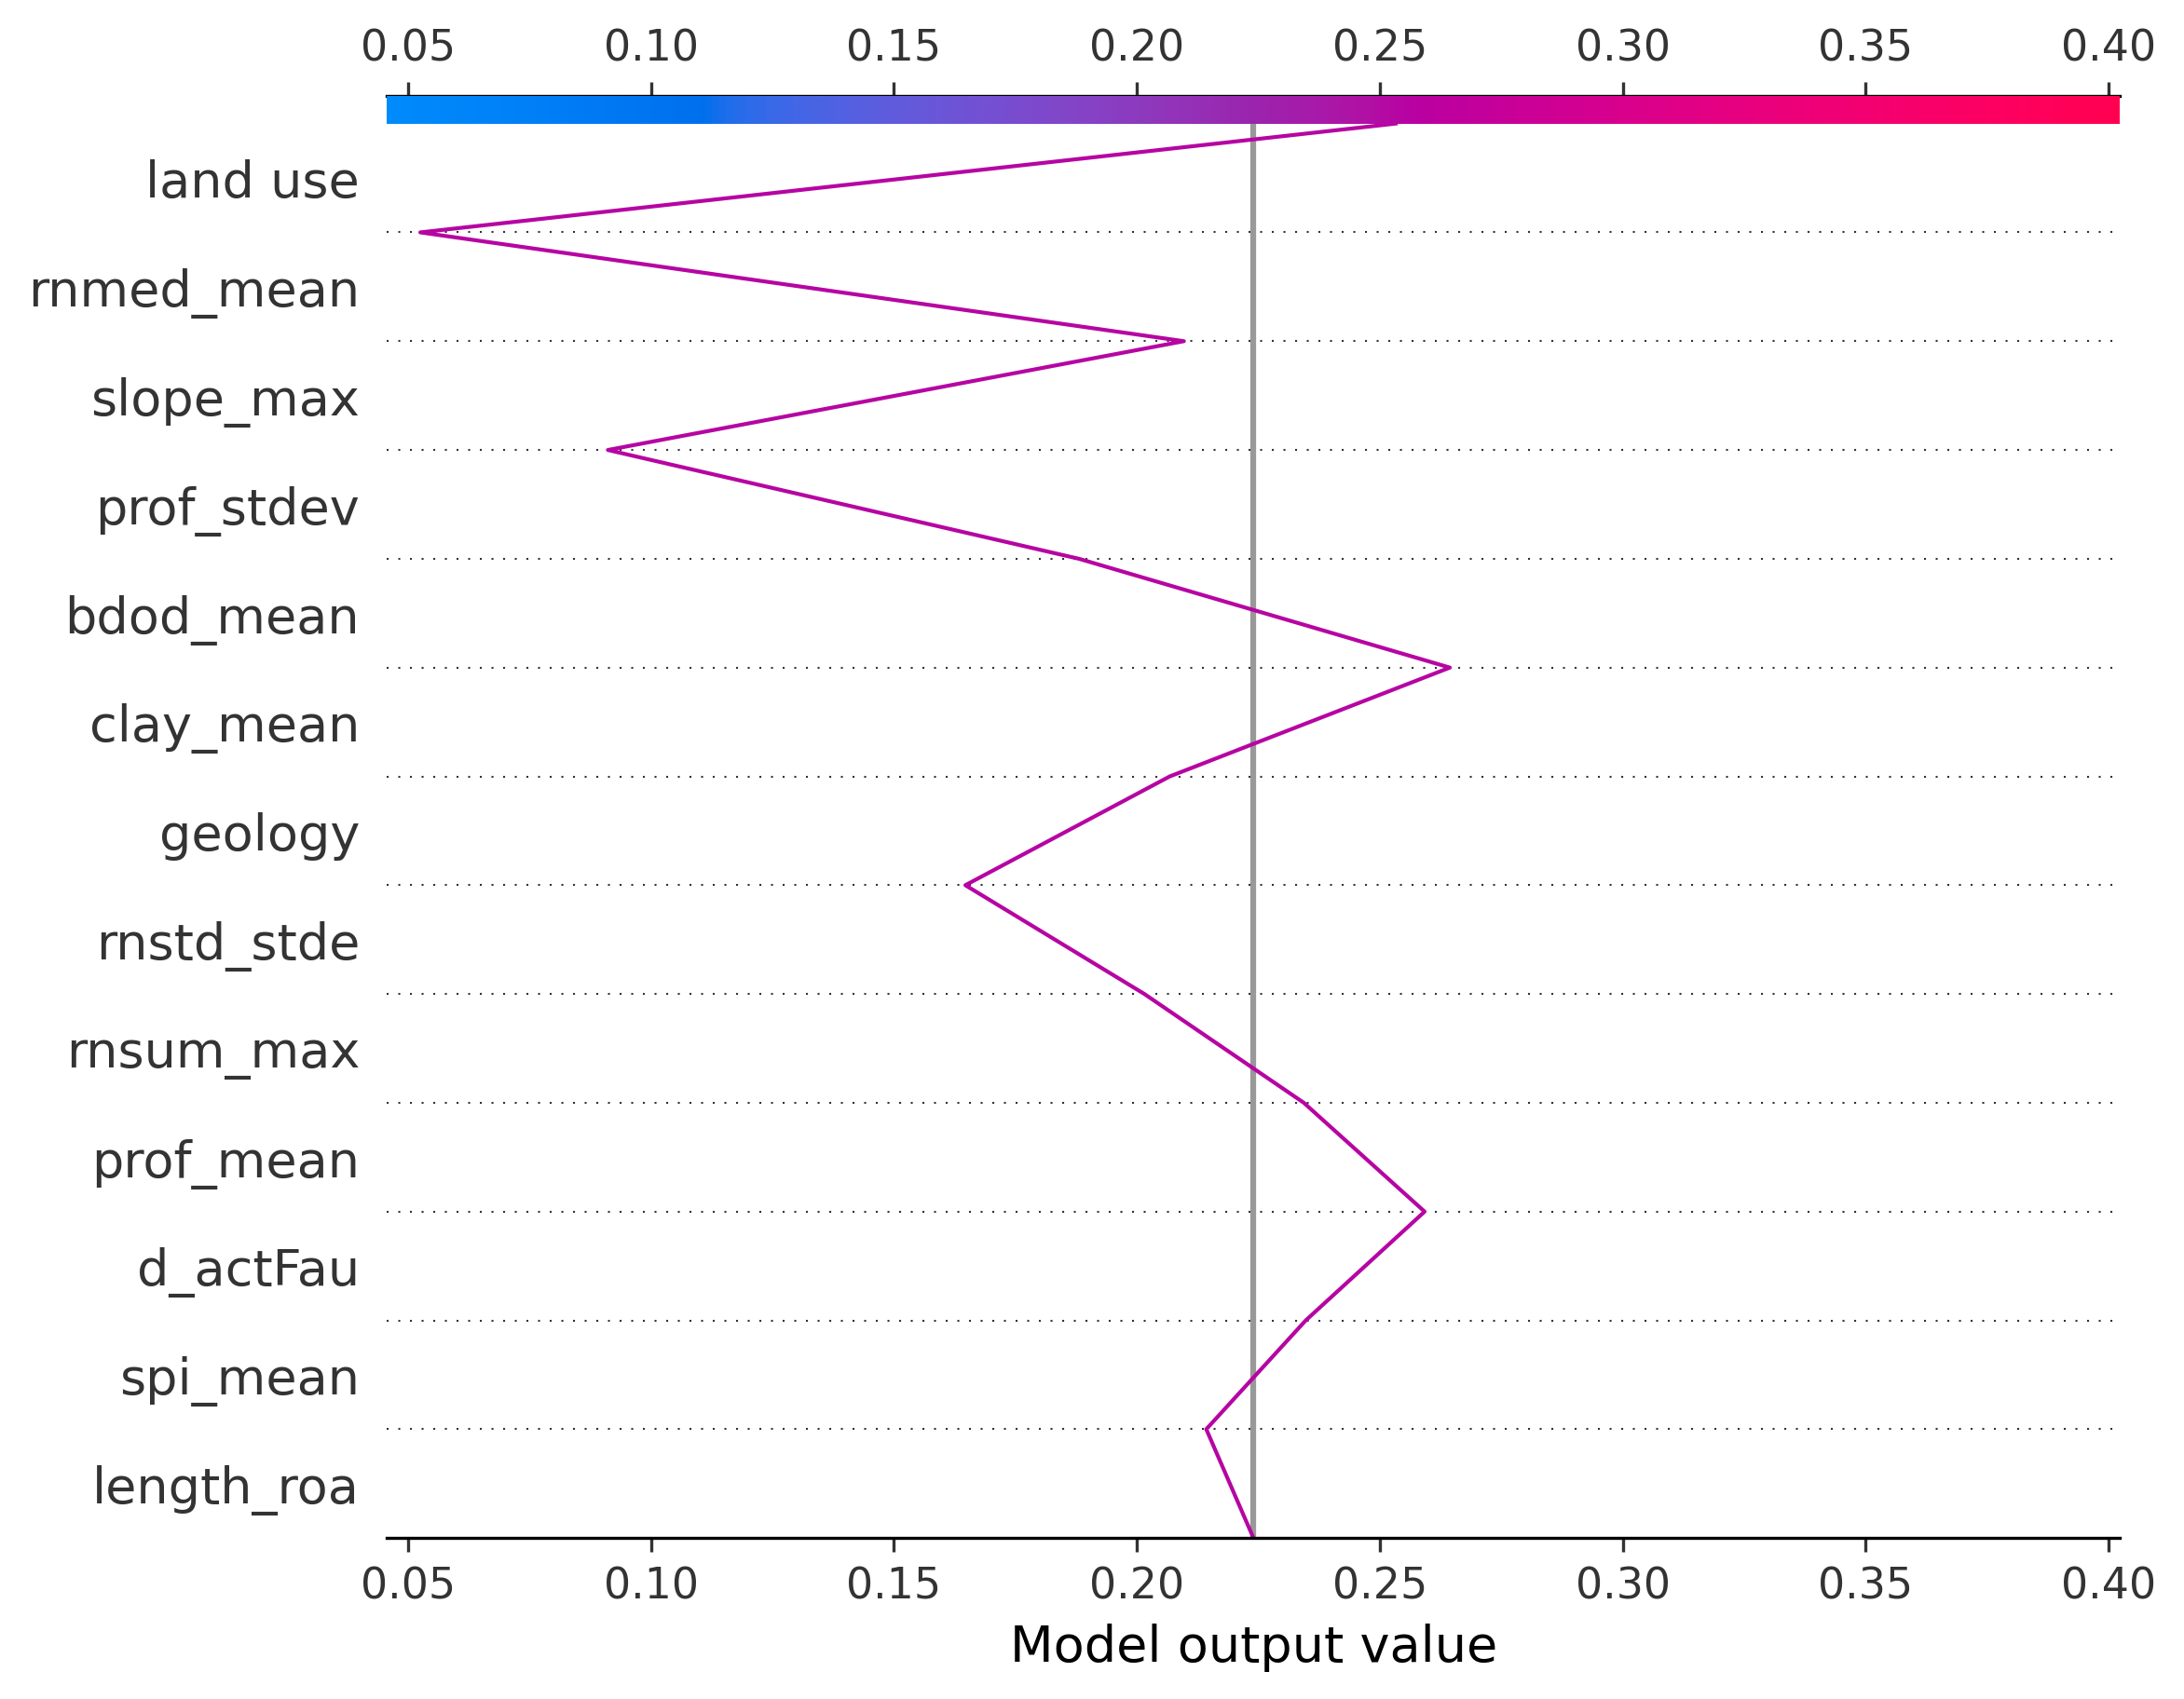 0.05 0.10 0.15 0.20 0.25 0.30 0.35 0.40
land use
rnmed_mean
slope_max
prof_stdev
bdod_mean
clay_mean
geology
rnstd_stde
rnsum_max
prof_mean
d_actFau
spi_mean
length_roa
0.05 0.10 0.15 0.20 0.25 0.30 0.35 0.40
Model output value